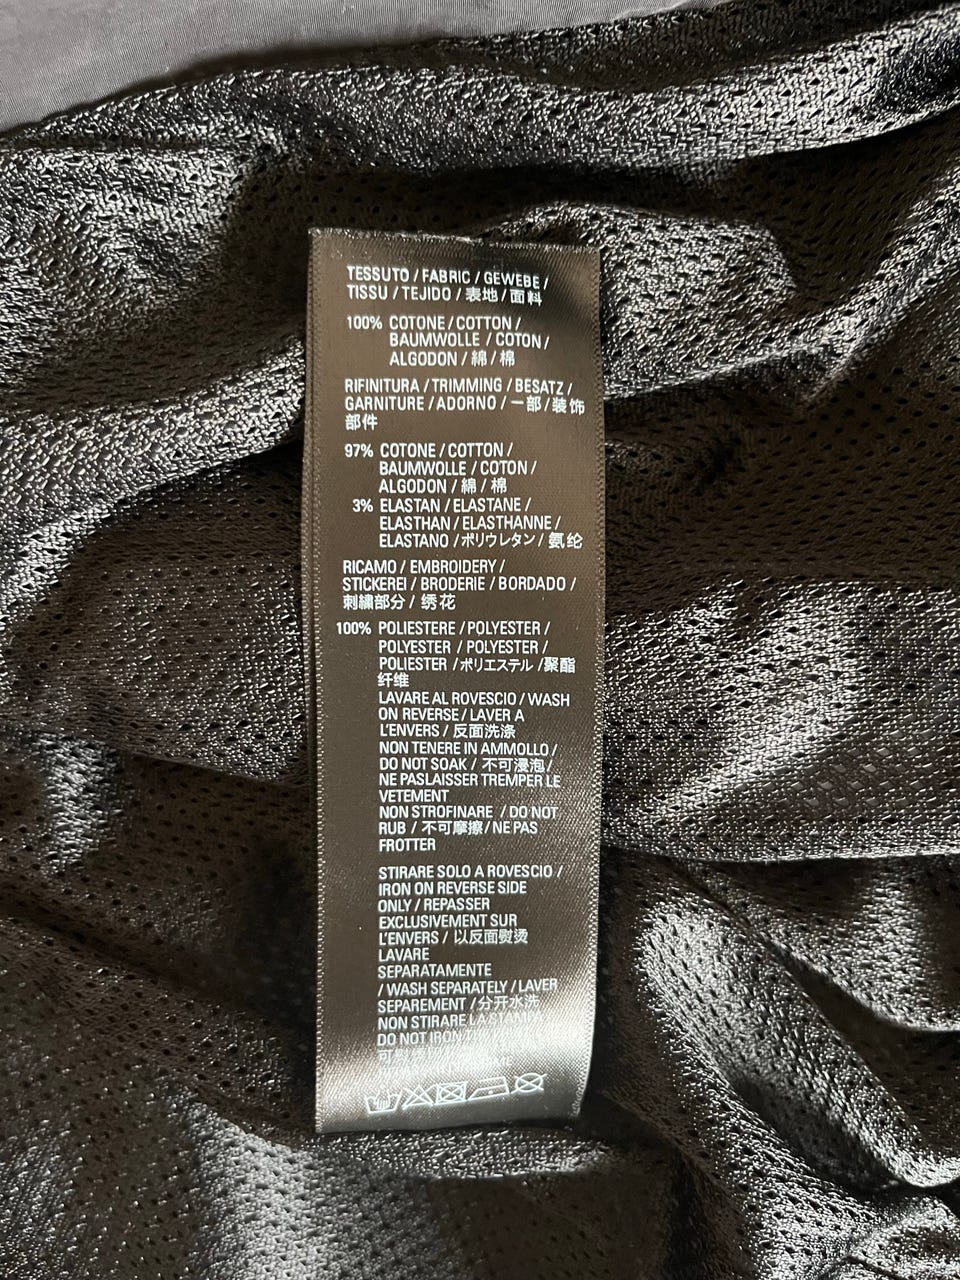 TESSUTO / FABRIC / GEWEBE /
TISSU / TEJIDO / 表地 / 面料
100% COTONE / COTTON /
BAUMWOLLE / COTON /
ALGODON / 綿 / 棉
RIFINITURA / TRIMMING / BESATZ /
GARNITURE / ADORNO / 一部 / 装饰
部件
97% COTONE / COTTON /
BAUMWOLLE / COTON /
ALGODON / 綿 / 棉
3% ELASTAN / ELASTANE /
ELASTHAN / ELASTHANNE /
ELASTANO / ポリウレタン / 氨纶
RICAMO / EMBROIDERY /
STICKEREI / BRODERIE / BORDADO /
刺繍部分 / 绣花
100% POLIESTERE / POLYESTER /
POLYESTER / POLYESTER /
POLIESTER / ポリエステル / 聚酯
纤维
LAVARE AL ROVESCIO / WASH
ON REVERSE / LAVER A
L'ENVERS / 反面洗涤
NON TENERE IN AMMOLLO /
DO NOT SOAK / 不可浸泡 /
NE PASLAISSER TREMPER LE
VETEMENT
NON STROFINARE / DO NOT
RUB / 不可摩擦 / NE PAS
FROTTER
STIRARE SOLO A ROVESCIO /
IRON ON REVERSE SIDE
ONLY / REPASSER
EXCLUSIVEMENT SUR
L'ENVERS / 以反面熨烫
LAVARE
SEPARATAMENTE
/ WASH SEPARATELY / LAVER
SEPAREMENT / 分开水洗
NON STIRARE LA STAMPA
DO NOT IRON